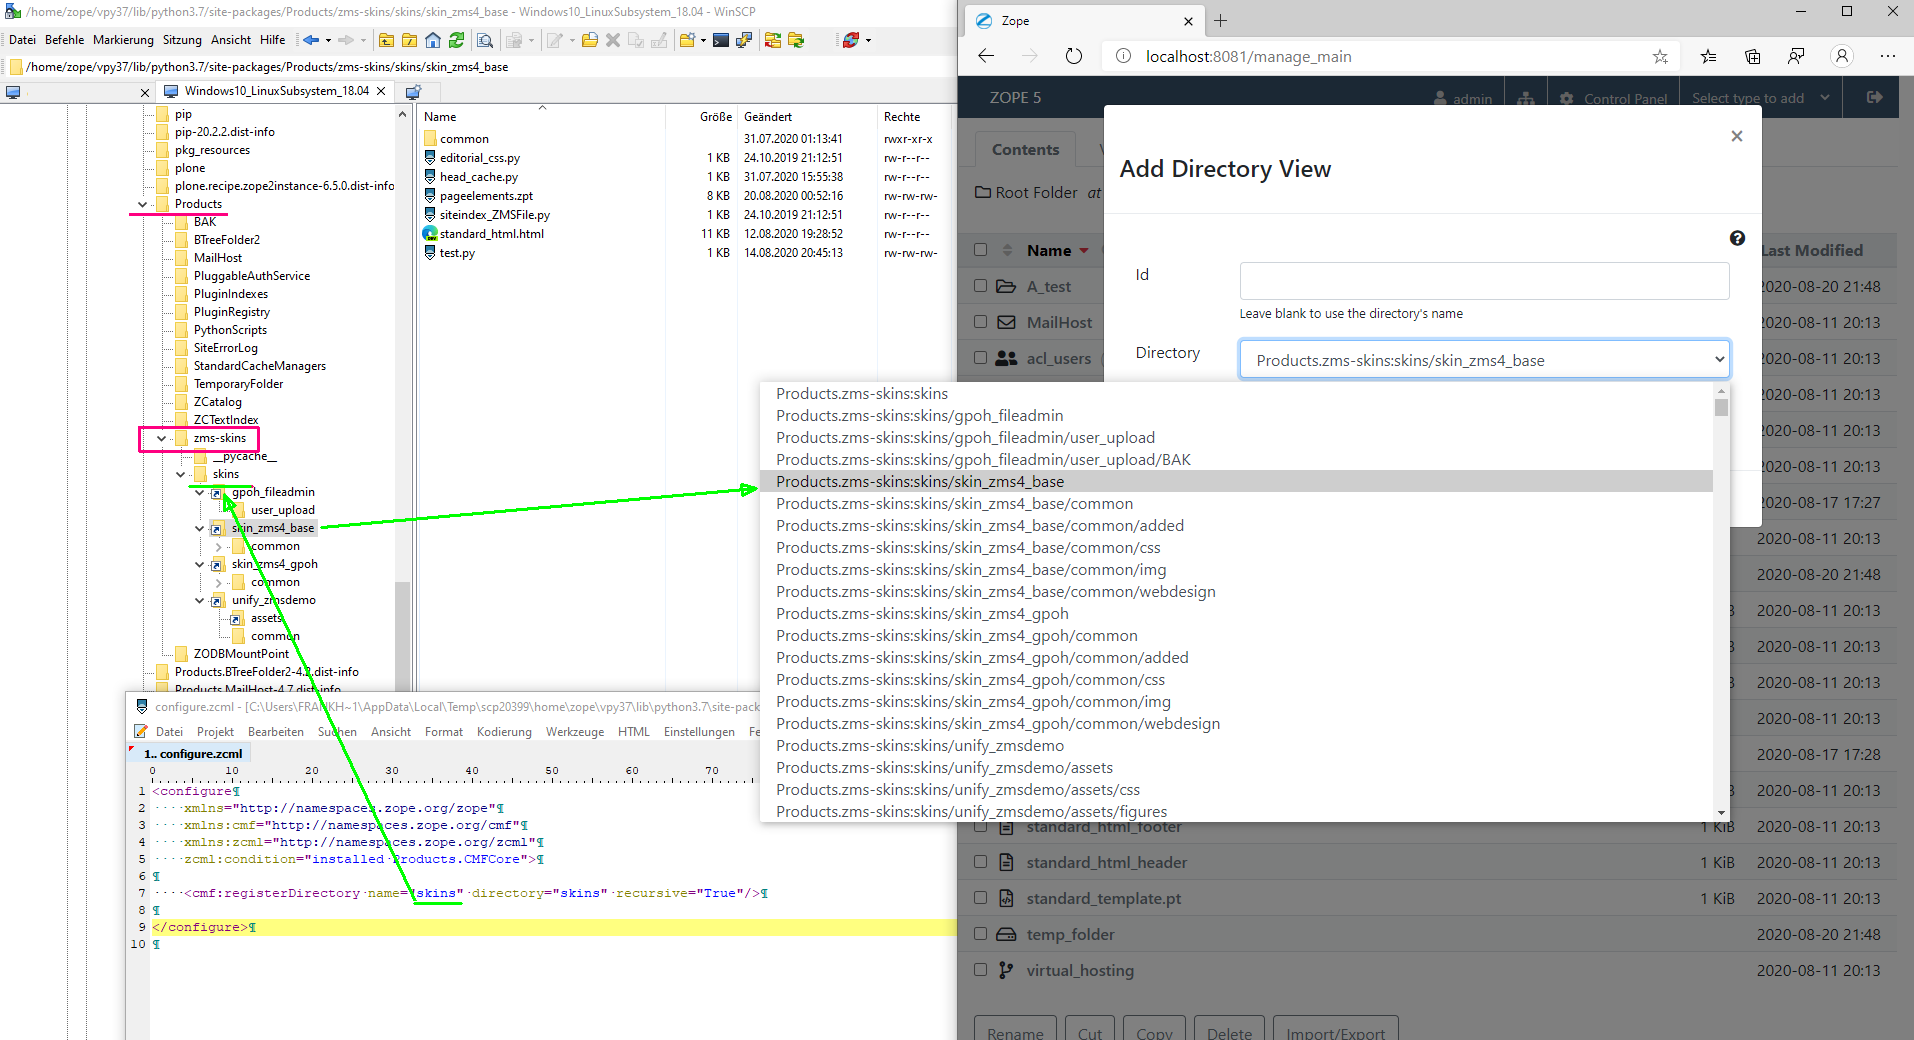 /home/zope/vpy37/lib/python3.7/site-packages/Products/zms-skins/skins/skin_zms4_base - Windows10_LinuxSubsystem_18.04 - WinSCP
Datei Befehle Markierung Sitzung Ansicht Hilfe
/home/zope/vpy37/lib/python3.7/site-packages/Products/zms-skins/skins/skin_zms4_base
Windows10_LinuxSubsystem_18.04
pip
pip-20.2.2.dist-info
pkg_resources
plone
plone.recipe.zope2instance-6.5.0.dist-info
Products
BAK
BTreeFolder2
MailHost
PluggableAuthService
PluginIndexes
PluginRegistry
PythonScripts
SiteErrorLog
StandardCacheManagers
TemporaryFolder
ZCatalog
ZCTextIndex
zms-skins
__pycache__
skins
gpoh_fileadmin
user_upload
skin_zms4_base
common
skin_zms4_gpoh
common
unify_zmsdemo
assets
common
ZODBMountPoint
Products.BTreeFolder2-4.2.dist-info
Products.MailHost-4.7.dist-info
Name Größe Geändert Rechte
common 31.07.2020 01:13:41 rwxr-xr-x
editorial_css.py 1 KB 24.10.2019 21:12:51 rw-r--r--
head_cache.py 1 KB 31.07.2020 15:55:38 rw-r--r--
pageelements.zpt 8 KB 20.08.2020 00:52:16 rw-rw-rw-
siteindex_ZMSFile.py 1 KB 24.10.2019 21:12:51 rw-r--r--
standard_html.html 11 KB 12.08.2020 19:28:52 rw-r--r--
test.py 1 KB 14.08.2020 20:45:13 rw-rw-rw-
configure.zcml - [C:\Users\FRANKH~1\AppData\Local\Temp\scp20399\home\zope\vpy37\lib\python3.7\site-pack
Datei Projekt Bearbeiten Suchen Ansicht Format Kodierung Werkzeuge HTML Einstellungen Fe
1.. configure.zcml
0 10 20 30 40 50 60 70
1 <configure¶
2 ····xmlns="http://namespaces.zope.org/zope"¶
3 ····xmlns:cmf="http://namespaces.zope.org/cmf"¶
4 ····xmlns:zcml="http://namespaces.zope.org/zcml"¶
5 ····zcml:condition="installed·Products.CMFCore">¶
6 ¶
7 ····<cmf:registerDirectory·name="skins"·directory="skins"·recursive="True"/>¶
8 ¶
9 </configure>¶
10 ¶
Zope
localhost:8081/manage_main
ZOPE 5 admin Control Panel Select type to add
Contents
Root Folder at
Name Last Modified
A_test 2020-08-20 21:48
MailHost 2020-08-11 20:13
acl_users 2020-08-11 20:13
2020-08-11 20:13
2020-08-11 20:13
2020-08-11 20:13
2020-08-17 17:27
2020-08-11 20:13
2020-08-20 21:48
2020-08-11 20:13
2020-08-11 20:13
2020-08-11 20:13
2020-08-11 20:13
2020-08-17 17:28
2020-08-11 20:13
standard_html_footer 1 KiB 2020-08-11 20:13
standard_html_header 1 KiB 2020-08-11 20:13
standard_template.pt 1 KiB 2020-08-11 20:13
temp_folder 2020-08-20 21:48
virtual_hosting 2020-08-11 20:13
Rename Cut Copy Delete Import/Export
Add Directory View
×
Id
Leave blank to use the directory's name
Directory
Products.zms-skins:skins/skin_zms4_base
Products.zms-skins:skins
Products.zms-skins:skins/gpoh_fileadmin
Products.zms-skins:skins/gpoh_fileadmin/user_upload
Products.zms-skins:skins/gpoh_fileadmin/user_upload/BAK
Products.zms-skins:skins/skin_zms4_base
Products.zms-skins:skins/skin_zms4_base/common
Products.zms-skins:skins/skin_zms4_base/common/added
Products.zms-skins:skins/skin_zms4_base/common/css
Products.zms-skins:skins/skin_zms4_base/common/img
Products.zms-skins:skins/skin_zms4_base/common/webdesign
Products.zms-skins:skins/skin_zms4_gpoh
Products.zms-skins:skins/skin_zms4_gpoh/common
Products.zms-skins:skins/skin_zms4_gpoh/common/added
Products.zms-skins:skins/skin_zms4_gpoh/common/css
Products.zms-skins:skins/skin_zms4_gpoh/common/img
Products.zms-skins:skins/skin_zms4_gpoh/common/webdesign
Products.zms-skins:skins/unify_zmsdemo
Products.zms-skins:skins/unify_zmsdemo/assets
Products.zms-skins:skins/unify_zmsdemo/assets/css
Products.zms-skins:skins/unify_zmsdemo/assets/figures